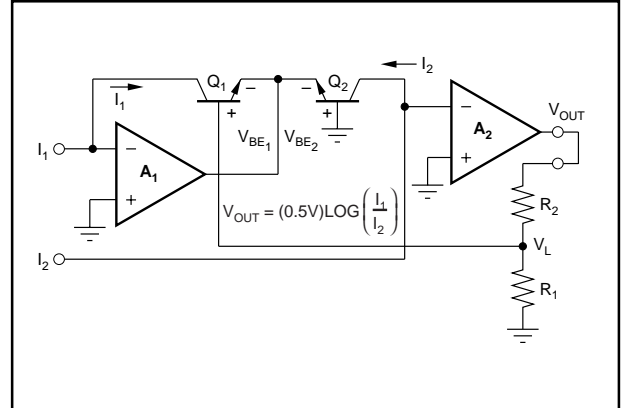 Q1
Q2
I2
I1
−
−
+
+
VBE1
VBE2
I1
−
A1
+
−
A2
+
VOUT
R2
VOUT = (0.5V)LOG (I1/I2)
VL
I2
R1